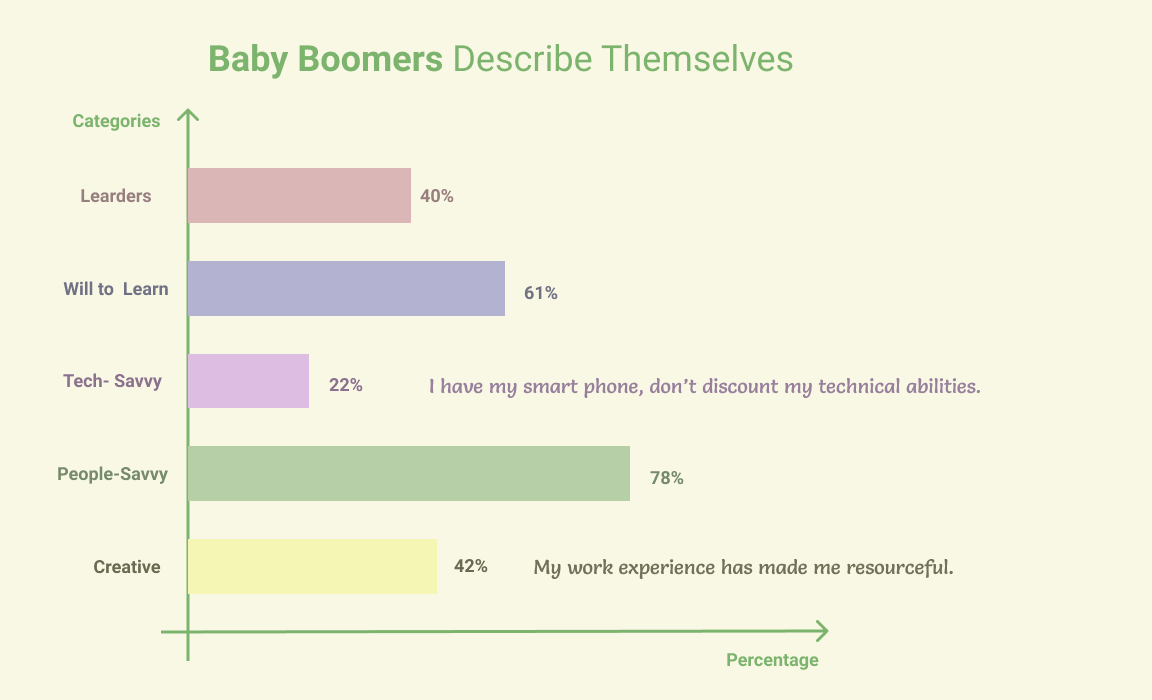 Baby Boomers Describe Themselves
Categories
Learders
40%
Will to  Learn
61%
Tech- Savvy
22%
I have my smart phone, don't discount my technical abilities.
People-Savvy
78%
Creative
42%
My work experience has made me resourceful.
Percentage